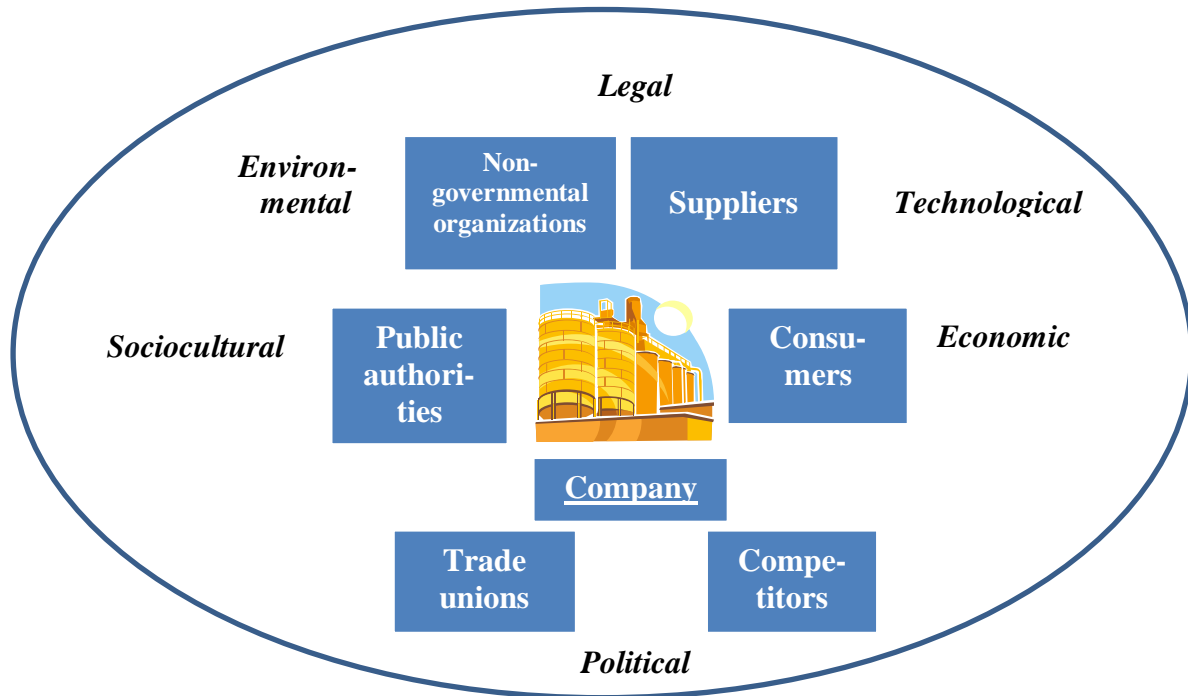 Legal
Environ-
mental
Non-
governmental
organizations
Suppliers
Technological
Sociocultural
Public
authori-
ties
Consu-
mers
Economic
Company
Trade
unions
Compe-
titors
Political